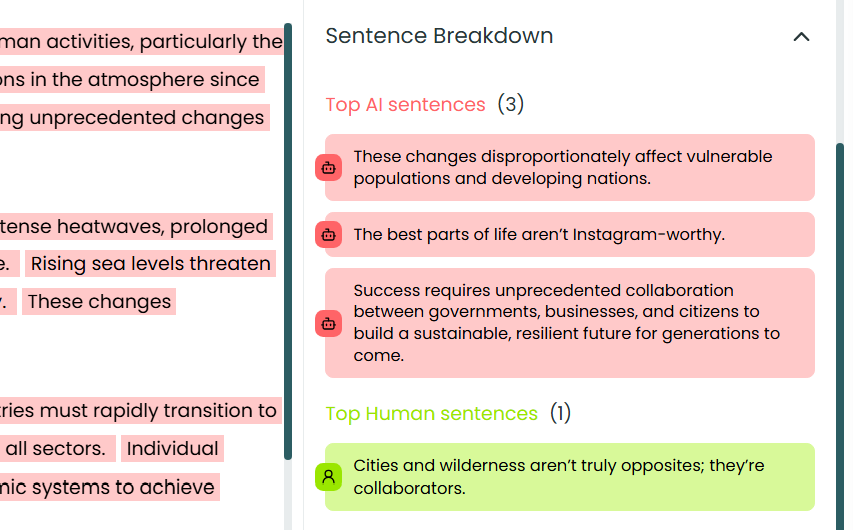 man activities, particularly the
ons in the atmosphere since
ng unprecedented changes
tense heatwaves, prolonged
e. Rising sea levels threaten
y. These changes
tries must rapidly transition to
all sectors. Individual
mic systems to achieve
Sentence Breakdown
Top AI sentences (3)
These changes disproportionately affect vulnerable
populations and developing nations.
The best parts of life aren’t Instagram-worthy.
Success requires unprecedented collaboration
between governments, businesses, and citizens to
build a sustainable, resilient future for generations to
come.
Top Human sentences (1)
Cities and wilderness aren’t truly opposites; they’re
collaborators.